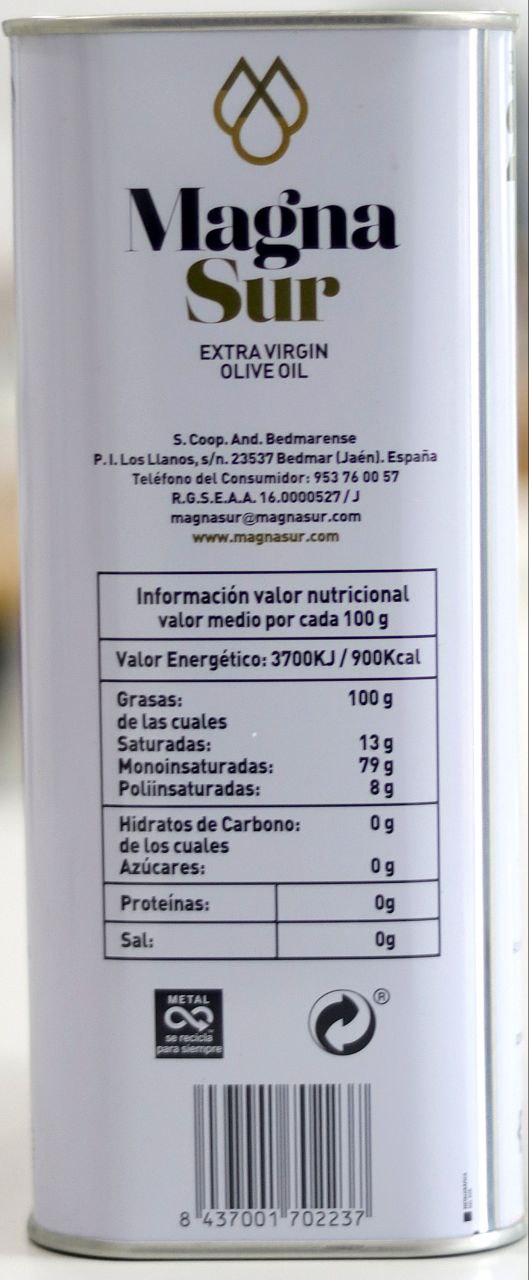 Magna
Sur
EXTRA VIRGIN
OLIVE OIL
S. Coop. And. Bedmarense
P. I. Los Llanos, s/n. 23537 Bedmar (Jaén). España
Teléfono del Consumidor: 953 76 00 57
R.G.S.E.A.A. 16.0000527 / J
magnasur@magnasur.com
www.magnasur.com
Información valor nutricional
valor medio por cada 100 g
Valor Energético: 3700KJ / 900Kcal
Grasas: 100 g
de las cuales
Saturadas: 13 g
Monoinsaturadas: 79 g
Poliinsaturadas: 8 g
Hidratos de Carbono: 0 g
de los cuales
Azúcares: 0 g
Proteínas: 0g
Sal: 0g
METAL
se recicla
para siempre
®
8 437001 702237